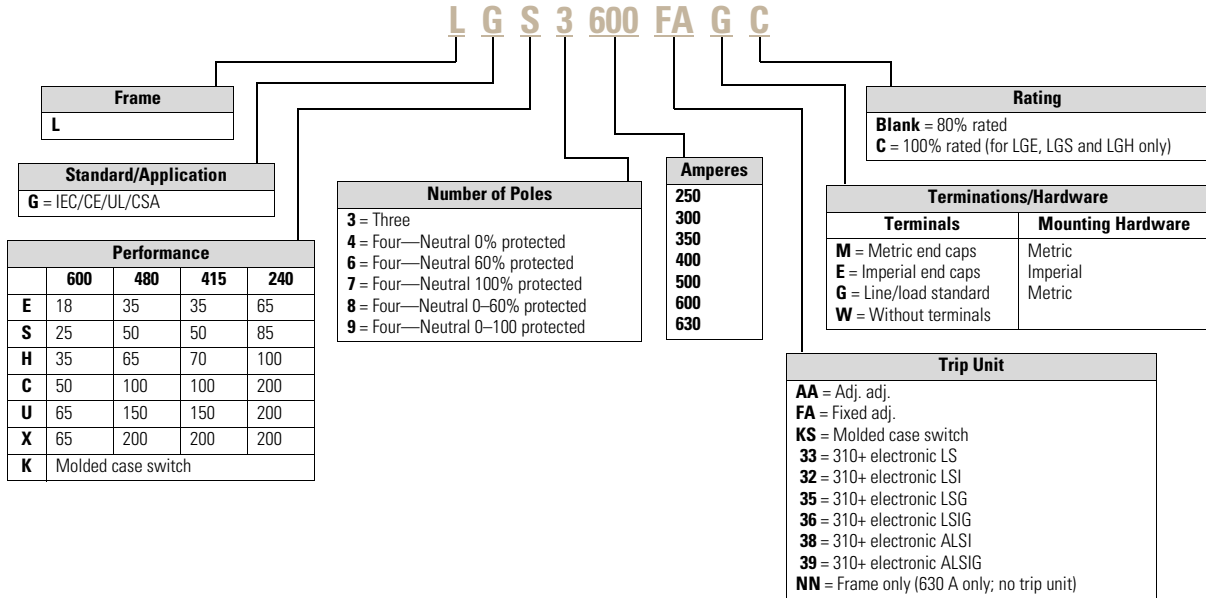 L G S 3 600 FA G C
Frame
L
Standard/Application
G = IEC/CE/UL/CSA
Performance
600 480 415 240
E 18 35 35 65
S 25 50 50 85
H 35 65 70 100
C 50 100 100 200
U 65 150 150 200
X 65 200 200 200
K Molded case switch
Number of Poles
3 = Three
4 = Four—Neutral 0% protected
6 = Four—Neutral 60% protected
7 = Four—Neutral 100% protected
8 = Four—Neutral 0–60% protected
9 = Four—Neutral 0–100 protected
Amperes
250
300
350
400
500
600
630
Rating
Blank = 80% rated
C = 100% rated (for LGE, LGS and LGH only)
Terminations/Hardware
Terminals Mounting Hardware
M = Metric end caps Metric
E = Imperial end caps Imperial
G = Line/load standard Metric
W = Without terminals
Trip Unit
AA = Adj. adj.
FA = Fixed adj.
KS = Molded case switch
33 = 310+ electronic LS
32 = 310+ electronic LSI
35 = 310+ electronic LSG
36 = 310+ electronic LSIG
38 = 310+ electronic ALSI
39 = 310+ electronic ALSIG
NN = Frame only (630 A only; no trip unit)